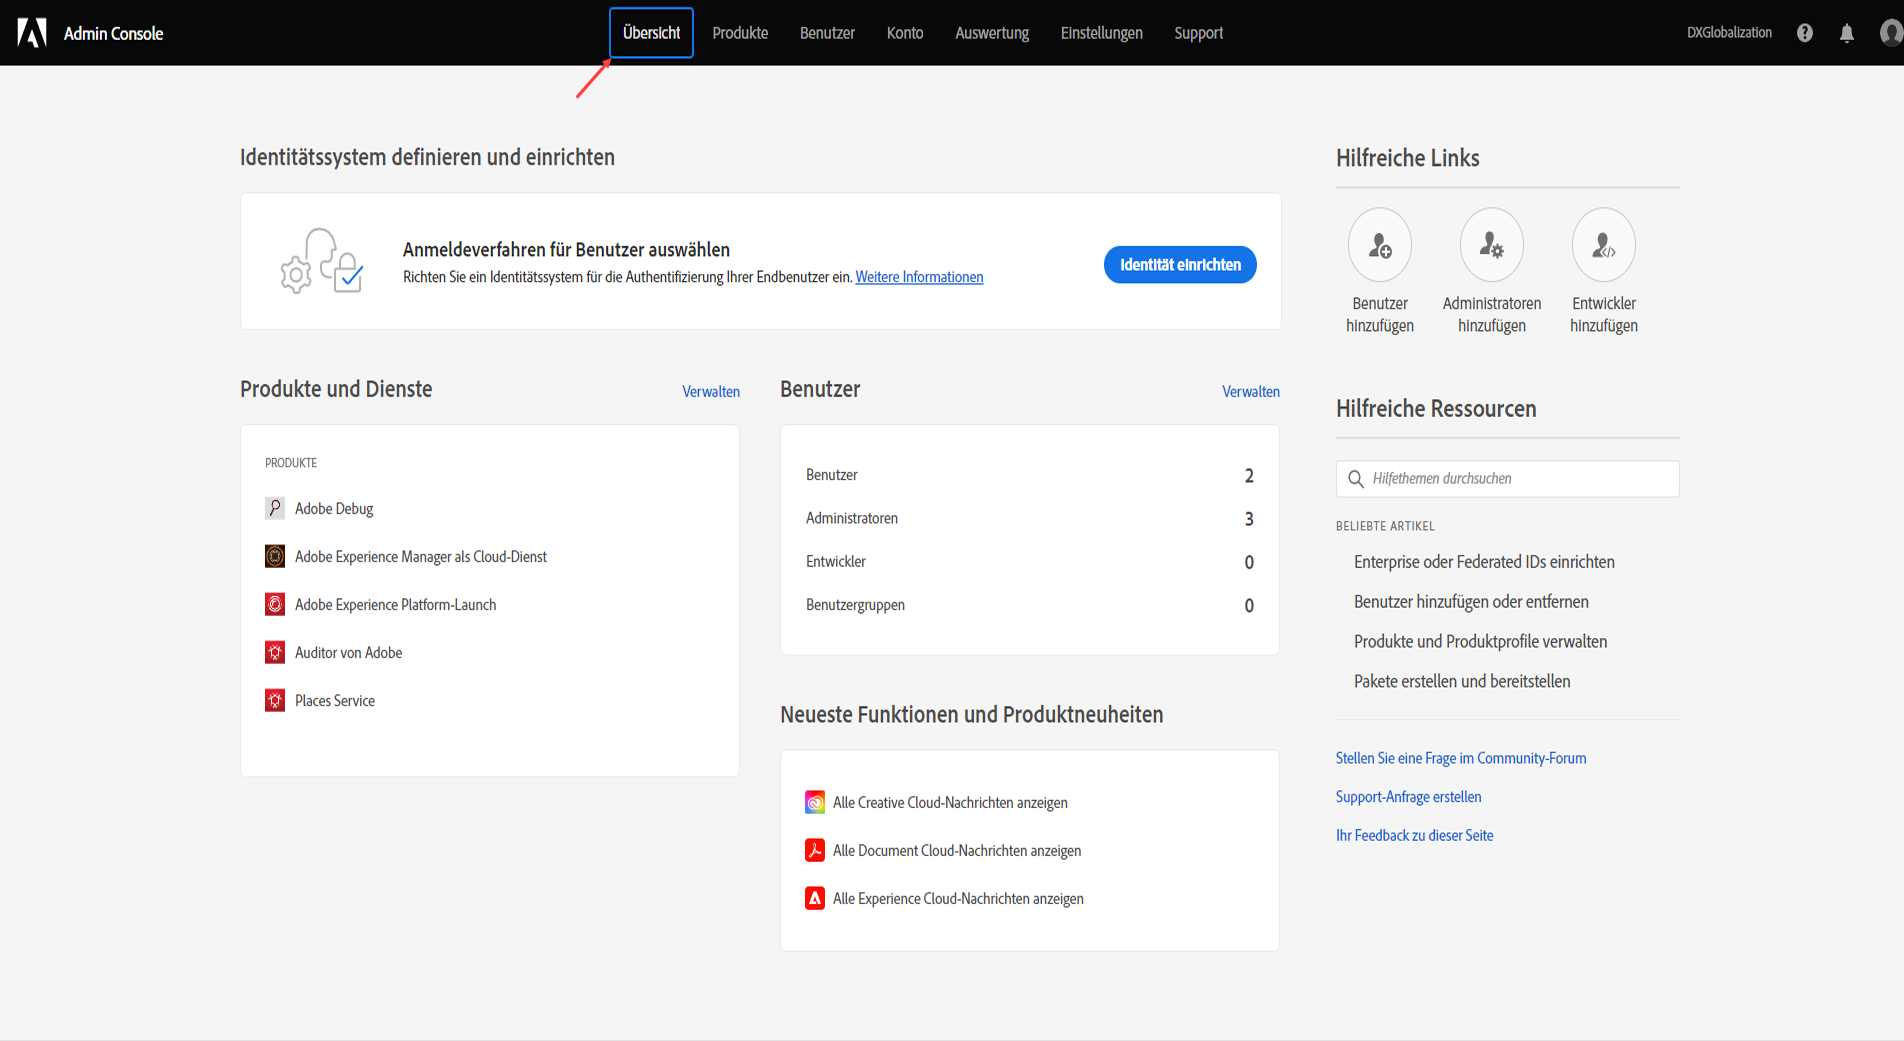 Admin Console
Übersicht
Produkte
Benutzer
Konto
Auswertung
Einstellungen
Support
DXGlobalization
Identitätssystem definieren und einrichten
Anmeldeverfahren für Benutzer auswählen
Richten Sie ein Identitätssystem für die Authentifizierung Ihrer Endbenutzer ein. Weitere Informationen
Identität einrichten
Produkte und Dienste
Verwalten
PRODUKTE
Adobe Debug
Adobe Experience Manager als Cloud-Dienst
Adobe Experience Platform-Launch
Auditor von Adobe
Places Service
Benutzer
Verwalten
Benutzer 2
Administratoren 3
Entwickler 0
Benutzergruppen 0
Neueste Funktionen und Produktneuheiten
Alle Creative Cloud-Nachrichten anzeigen
Alle Document Cloud-Nachrichten anzeigen
Alle Experience Cloud-Nachrichten anzeigen
Hilfreiche Links
Benutzer
hinzufügen
Administratoren
hinzufügen
Entwickler
hinzufügen
Hilfreiche Ressourcen
Hilfethemen durchsuchen
BELIEBTE ARTIKEL
Enterprise oder Federated IDs einrichten
Benutzer hinzufügen oder entfernen
Produkte und Produktprofile verwalten
Pakete erstellen und bereitstellen
Stellen Sie eine Frage im Community-Forum
Support-Anfrage erstellen
Ihr Feedback zu dieser Seite